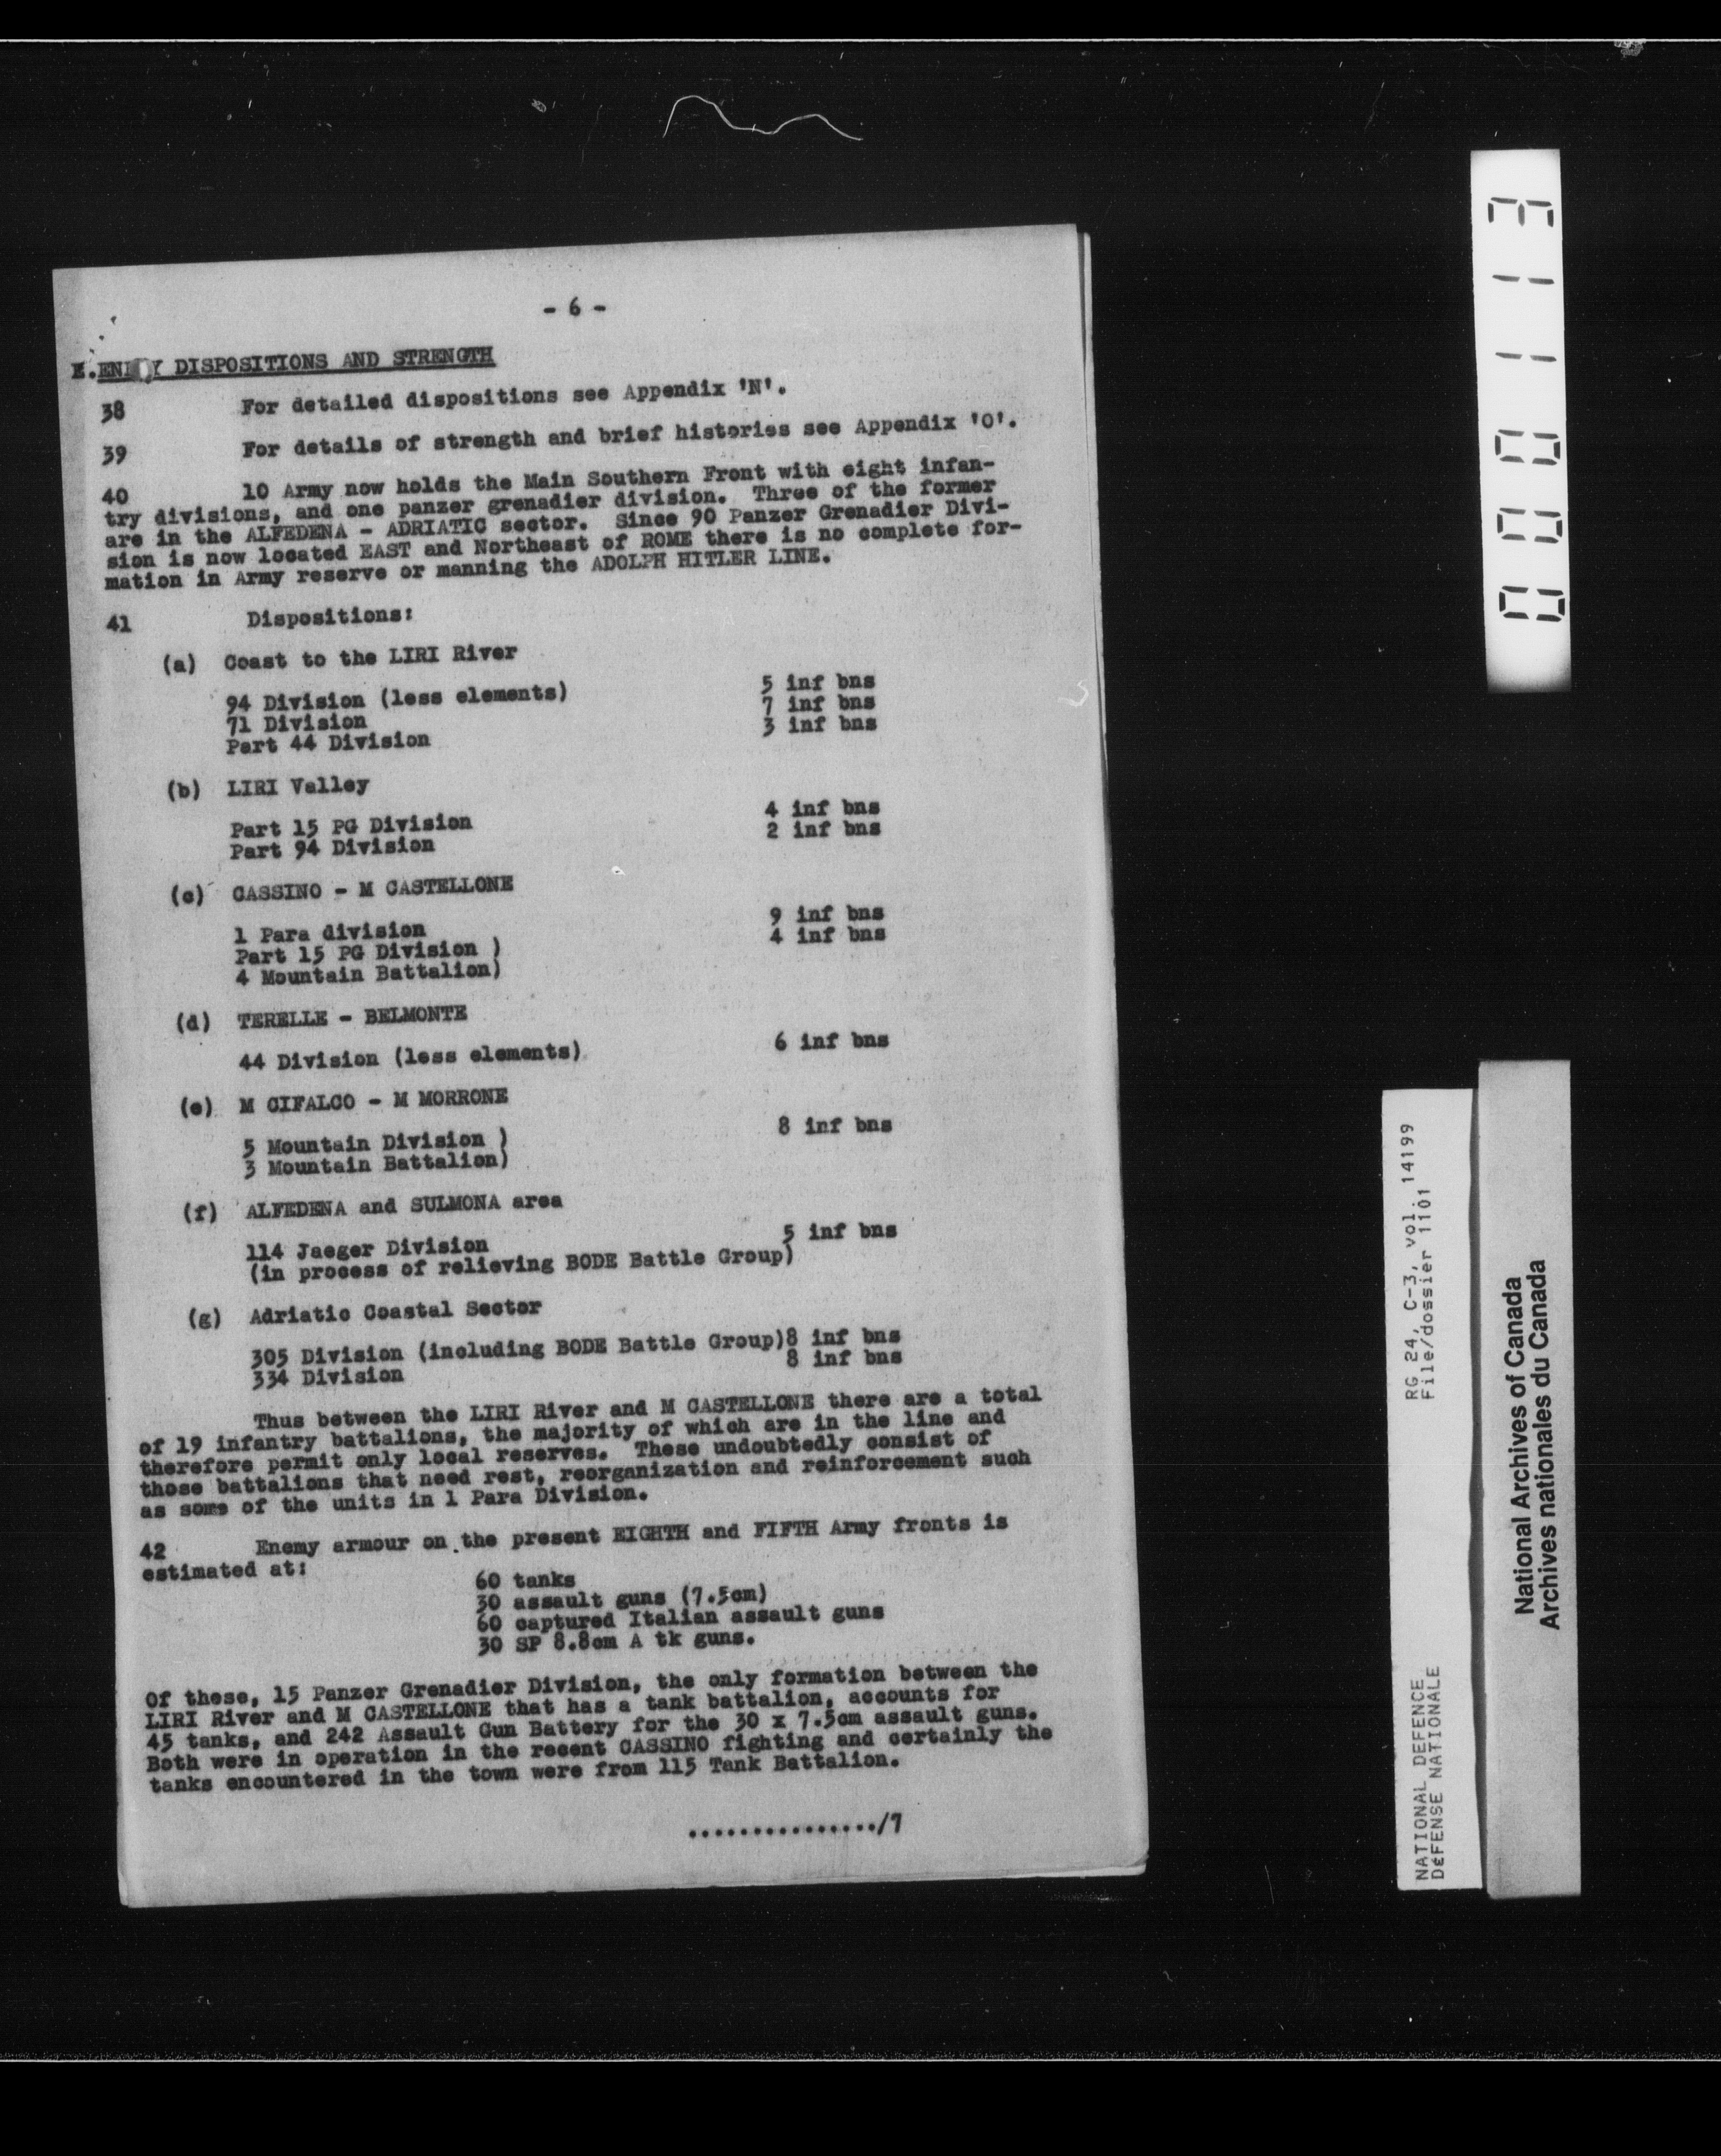 - 6 -
E. ENEMY DISPOSITIONS AND STRENGTH
38 For detailed dispositions see Appendix 'N'.
39 For details of strength and brief histories see Appendix 'O'.
40 10 Army now holds the Main Southern Front with eight infan-
try divisions, and one panzer grenadier division. Three of the former
are in the ALFEDENA - ADRIATIC sector. Since 90 Panzer Grenadier Divi-
sion is now located EAST and Northeast of ROME there is no complete for-
mation in Army reserve or manning the ADOLPH HITLER LINE.
41 Dispositions:
(a) Coast to the LIRI River
94 Division (less elements) 5 inf bns
71 Division 7 inf bns
Part 44 Division 3 inf bns
(b) LIRI Valley
Part 15 PG Division 4 inf bns
Part 94 Division 2 inf bns
(c) CASSINO - M CASTELLONE
1 Para division 9 inf bns
Part 15 PG Division ) 4 inf bns
4 Mountain Battalion)
(d) TERELLE - BELMONTE
44 Division (less elements) 6 inf bns
(e) M CIFALCO - M MORRONE
5 Mountain Division ) 8 inf bns
3 Mountain Battalion)
(f) ALFEDENA and SULMONA area
114 Jaeger Division 5 inf bns
(in process of relieving BODE Battle Group)
(g) Adriatic Coastal Sector
305 Division (including BODE Battle Group)8 inf bns
334 Division 8 inf bns
Thus between the LIRI River and M CASTELLONE there are a total
of 19 infantry battalions, the majority of which are in the line and
therefore permit only local reserves. These undoubtedly consist of
those battalions that need rest, reorganization and reinforcement such
as some of the units in 1 Para Division.
42 Enemy armour on the present EIGHTH and FIFTH Army fronts is
estimated at:
60 tanks
30 assault guns (7.5cm)
60 captured Italian assault guns
30 SP 8.8cm A tk guns.
Of these, 15 Panzer Grenadier Division, the only formation between the
LIRI River and M CASTELLONE that has a tank battalion, accounts for
45 tanks, and 242 Assault Gun Battery for the 30 x 7.5cm assault guns.
Both were in operation in the recent CASSINO fighting and certainly the
tanks encountered in the town were from 115 Tank Battalion.
................/7
000113
NATIONAL DEFENCE RG 24, C-3, vol. 14199
DéFENSE NATIONALE File/dossier 1101
National Archives of Canada
Archives nationales du Canada